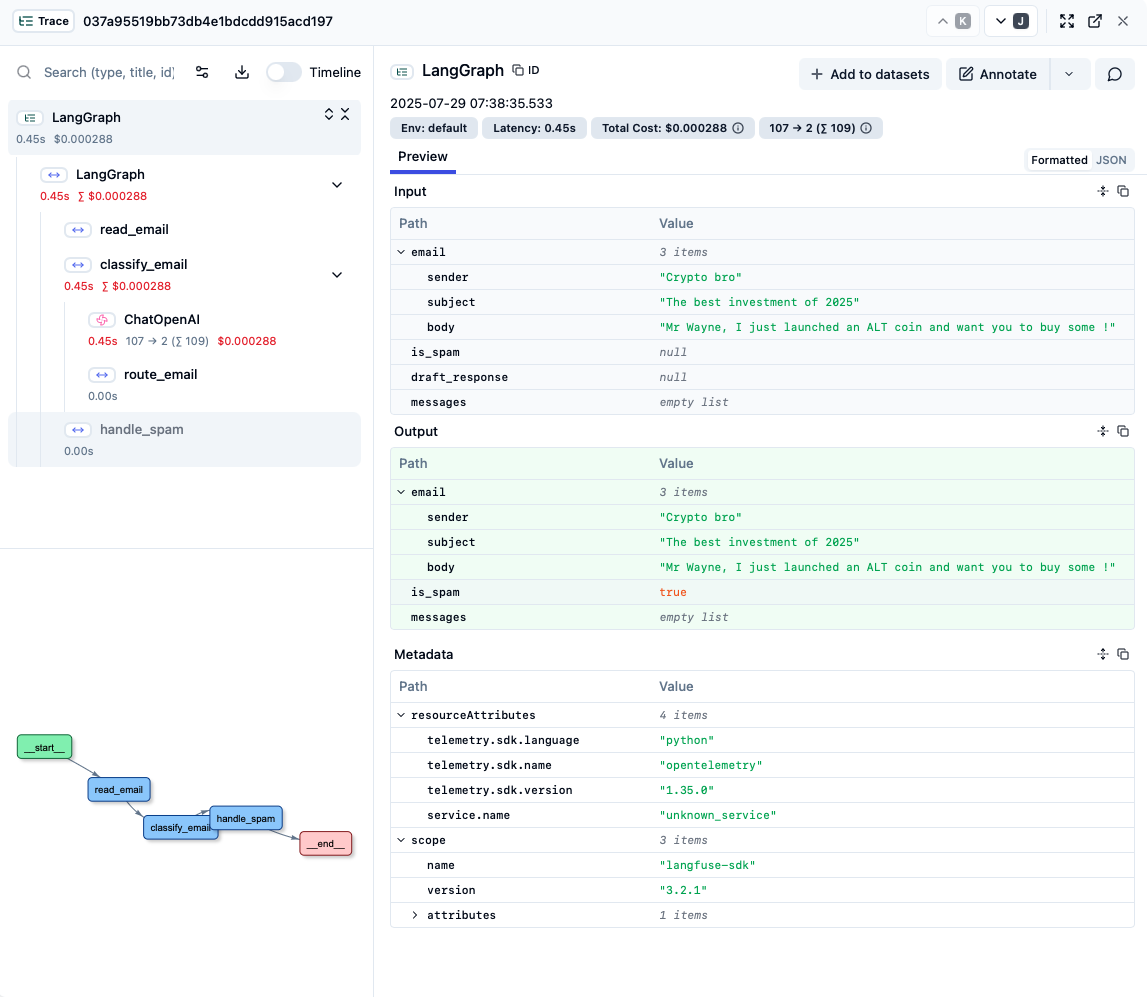 Trace 037a95519bb73db4e1bdcdd915acd197 K J
Search (type, title, id) Timeline
LangGraph
0.45s $0.000288
LangGraph
0.45s ∑ $0.000288
read_email
classify_email
0.45s ∑ $0.000288
ChatOpenAI
0.45s 107 → 2 (∑ 109) $0.000288
route_email
0.00s
handle_spam
0.00s
__start__
read_email
classify_email
handle_spam
__end__
LangGraph ID
Add to datasets Annotate
2025-07-29 07:38:35.533
Env: default Latency: 0.45s Total Cost: $0.000288 107 → 2 (∑ 109)
Preview Formatted JSON
Input
Path Value
email 3 items
sender "Crypto bro"
subject "The best investment of 2025"
body "Mr Wayne, I just launched an ALT coin and want you to buy some !"
is_spam null
draft_response null
messages empty list
Output
Path Value
email 3 items
sender "Crypto bro"
subject "The best investment of 2025"
body "Mr Wayne, I just launched an ALT coin and want you to buy some !"
is_spam true
messages empty list
Metadata
Path Value
resourceAttributes 4 items
telemetry.sdk.language "python"
telemetry.sdk.name "opentelemetry"
telemetry.sdk.version "1.35.0"
service.name "unknown_service"
scope 3 items
name "langfuse-sdk"
version "3.2.1"
attributes 1 items